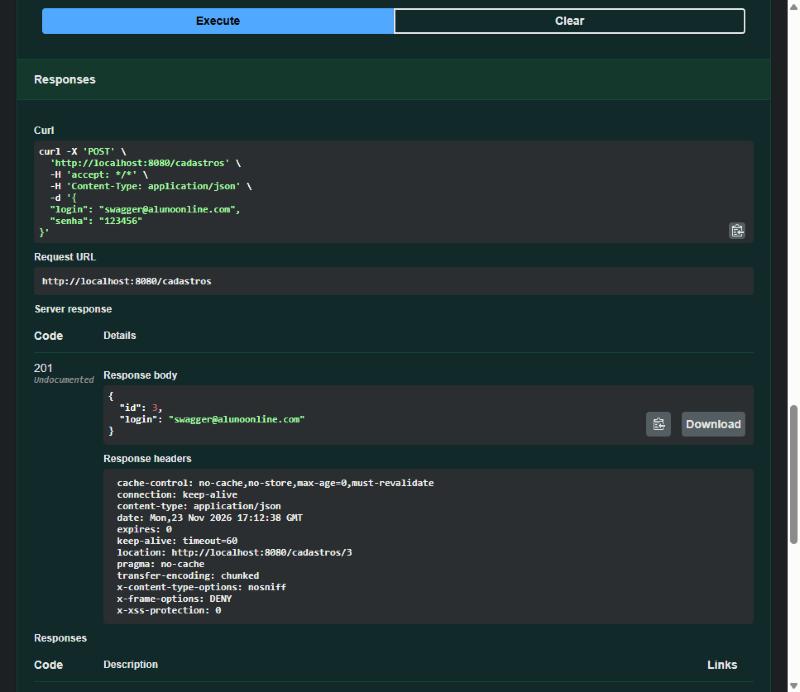 Execute
Clear
Responses
Curl
curl -X 'POST' \
'http://localhost:8080/cadastros' \
-H 'accept: */*' \
-H 'Content-Type: application/json' \
-d '{
"login": "swagger@alunoonline.com",
"senha": "123456"
}'
Request URL
http://localhost:8080/cadastros
Server response
Code Details
201
Undocumented
Response body
{
"id": 3,
"login": "swagger@alunoonline.com"
}
Download
Response headers
cache-control: no-cache,no-store,max-age=0,must-revalidate
connection: keep-alive
content-type: application/json
date: Mon,23 Nov 2026 17:12:38 GMT
expires: 0
keep-alive: timeout=60
location: http://localhost:8080/cadastros/3
pragma: no-cache
transfer-encoding: chunked
x-content-type-options: nosniff
x-frame-options: DENY
x-xss-protection: 0
Responses
Code Description Links